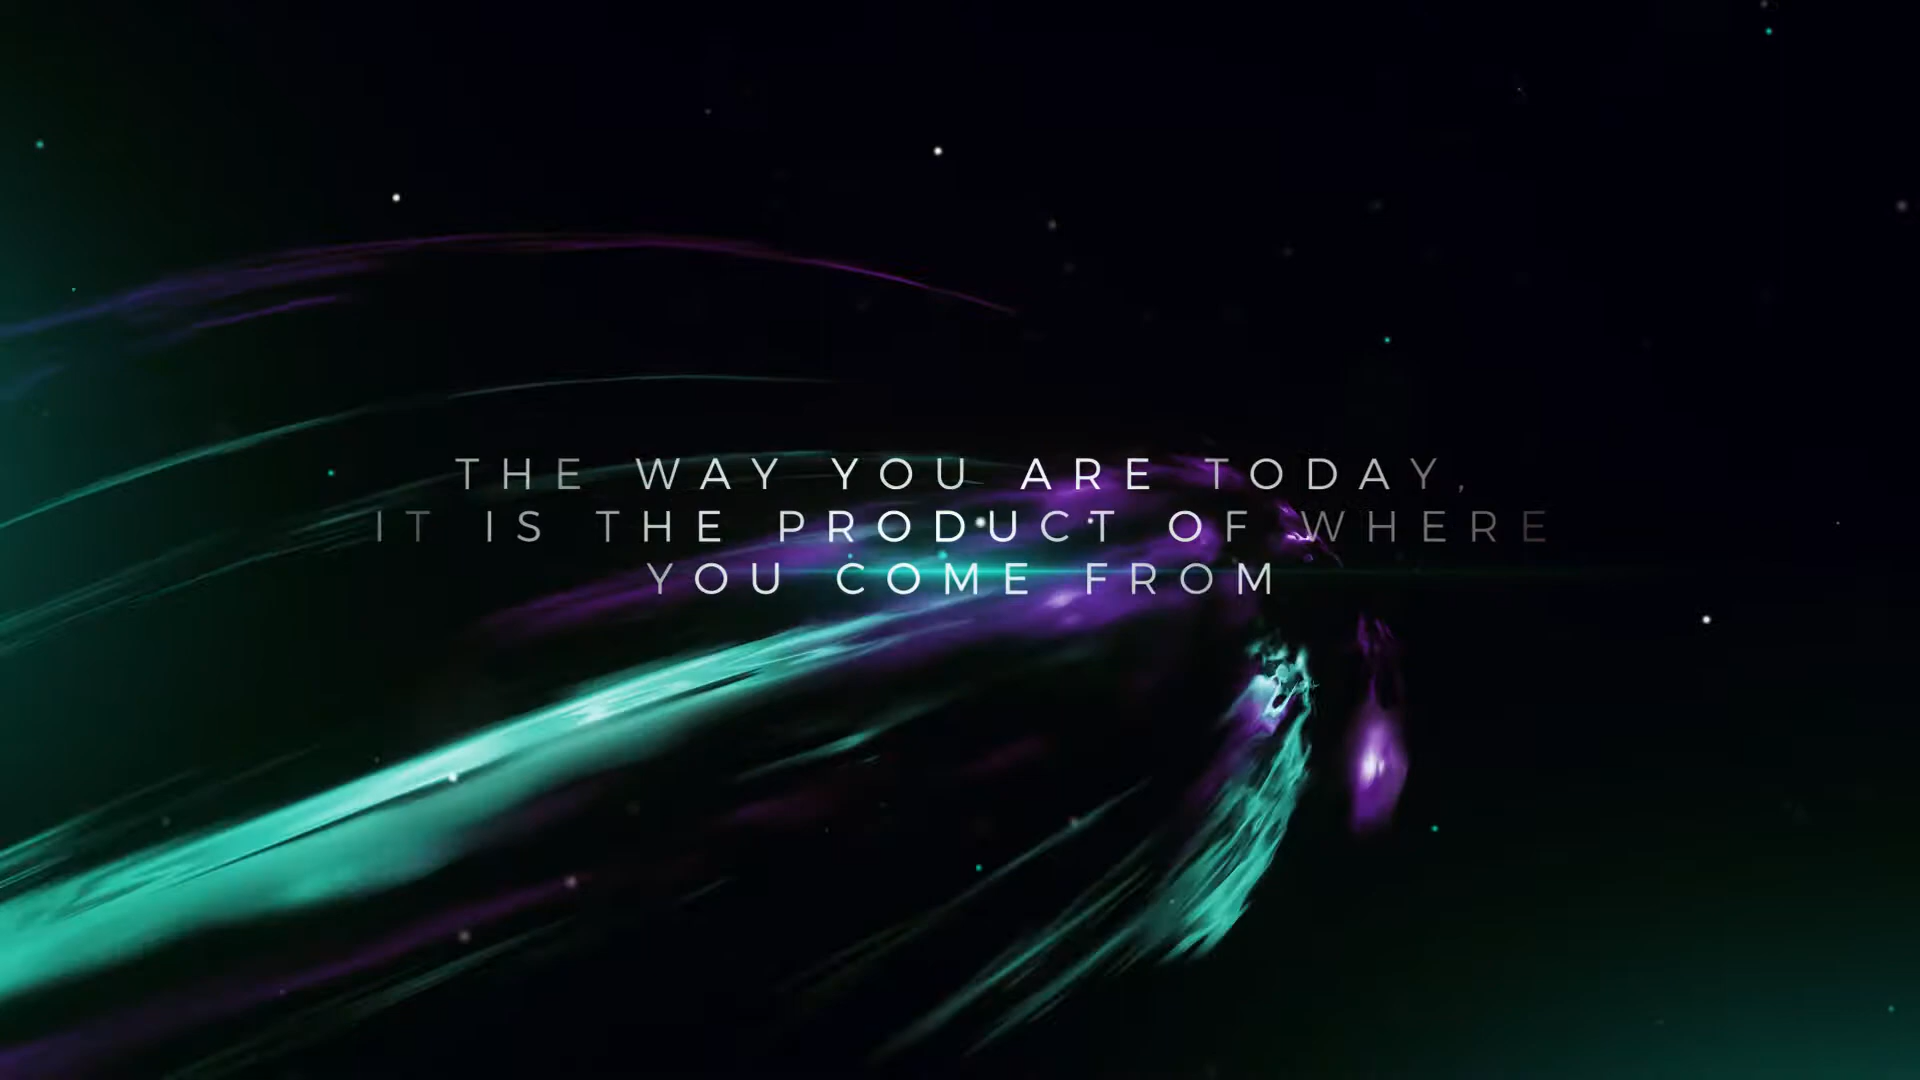 THE WAY YOU ARE TODAY,
IT IS THE PRODUCT OF WHERE
YOU COME FROM